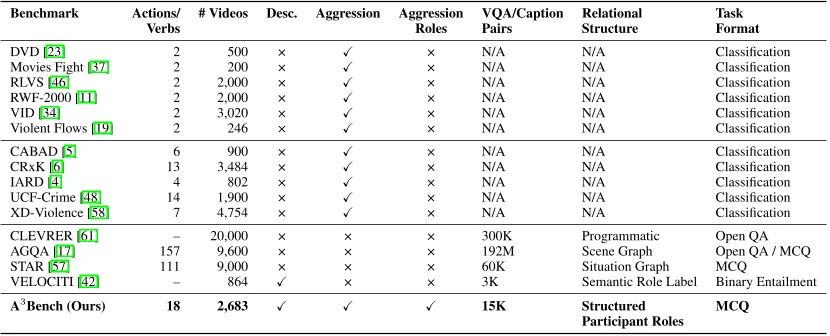 Benchmark Actions/ # Videos Desc. Aggression Aggression VQA/Caption Relational Task
Verbs Roles Pairs Structure Format
DVD [23] 2 500 × ✓ × N/A N/A Classification
Movies Fight [37] 2 200 × ✓ × N/A N/A Classification
RLVS [46] 2 2,000 × ✓ × N/A N/A Classification
RWF-2000 [11] 2 2,000 × ✓ × N/A N/A Classification
VID [34] 2 3,020 × ✓ × N/A N/A Classification
Violent Flows [19] 2 246 × ✓ × N/A N/A Classification
CABAD [5] 6 900 × ✓ × N/A N/A Classification
CRxK [6] 13 3,484 × ✓ × N/A N/A Classification
IARD [4] 4 802 × ✓ × N/A N/A Classification
UCF-Crime [48] 14 1,900 × ✓ × N/A N/A Classification
XD-Violence [58] 7 4,754 × ✓ × N/A N/A Classification
CLEVRER [61] – 20,000 × × × 300K Programmatic Open QA
AGQA [17] 157 9,600 × × × 192M Scene Graph Open QA / MCQ
STAR [57] 111 9,000 × × × 60K Situation Graph MCQ
VELOCITI [42] – 864 ✓ × × 3K Semantic Role Label Binary Entailment
A³Bench (Ours) 18 2,683 ✓ ✓ ✓ 15K Structured MCQ
Participant Roles